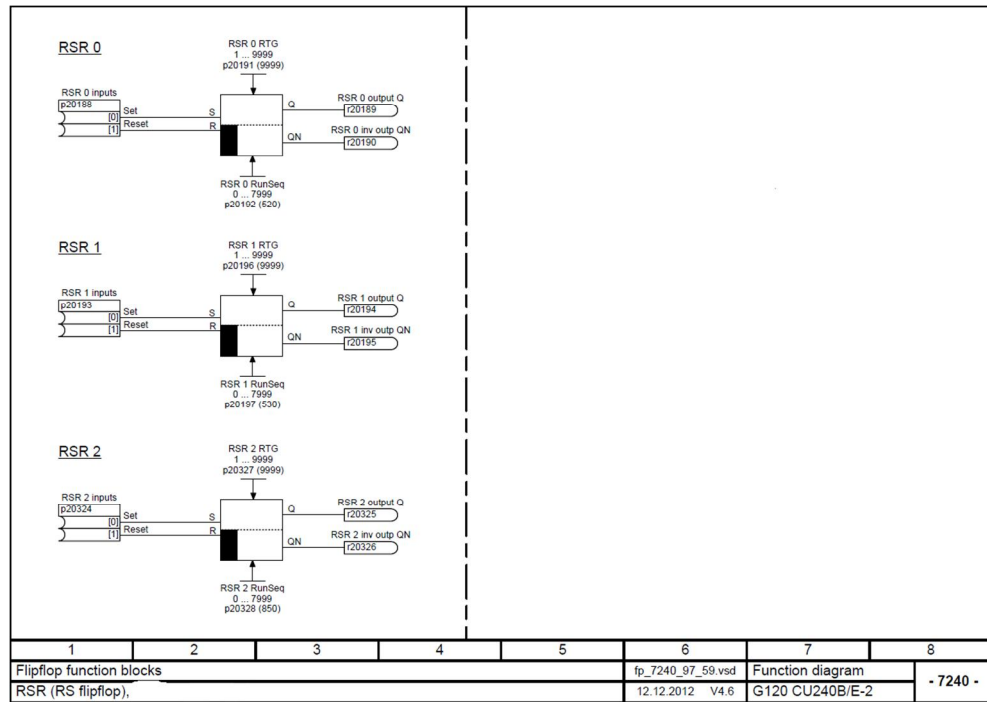 RSR 0
RSR 0 RTG
1 ... 9999
p20191 (9999)
RSR 0 inputs
p20188
[0] Set
[1] Reset
S
R
Q
QN
RSR 0 output Q
r20189
RSR 0 inv outp QN
r20190
RSR 0 RunSeq
0 ... 7999
p20192 (520)
RSR 1
RSR 1 RTG
1 ... 9999
p20196 (9999)
RSR 1 inputs
p20193
[0] Set
[1] Reset
S
R
Q
QN
RSR 1 output Q
r20194
RSR 1 inv outp QN
r20195
RSR 1 RunSeq
0 ... 7999
p20197 (530)
RSR 2
RSR 2 RTG
1 ... 9999
p20327 (9999)
RSR 2 inputs
p20324
[0] Set
[1] Reset
S
R
Q
QN
RSR 2 output Q
r20325
RSR 2 inv outp QN
r20326
RSR 2 RunSeq
0 ... 7999
p20328 (850)
1 2 3 4 5 6 7 8
Flipflop function blocks
fp_7240_97_59.vsd
Function diagram
- 7240 -
RSR (RS flipflop),
12.12.2012 V4.6
G120 CU240B/E-2